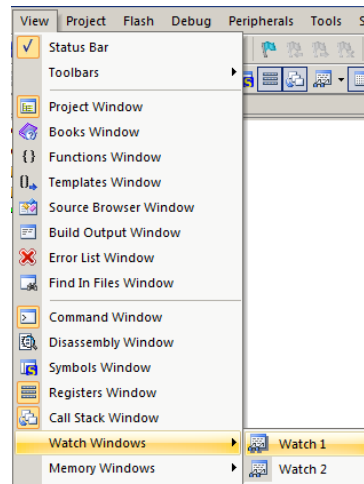 View Project Flash Debug Peripherals Tools S
Status Bar
Toolbars
Project Window
Books Window
{} Functions Window
Templates Window
Source Browser Window
Build Output Window
Error List Window
Find In Files Window
Command Window
Disassembly Window
Symbols Window
Registers Window
Call Stack Window
Watch Windows Watch 1
Memory Windows Watch 2